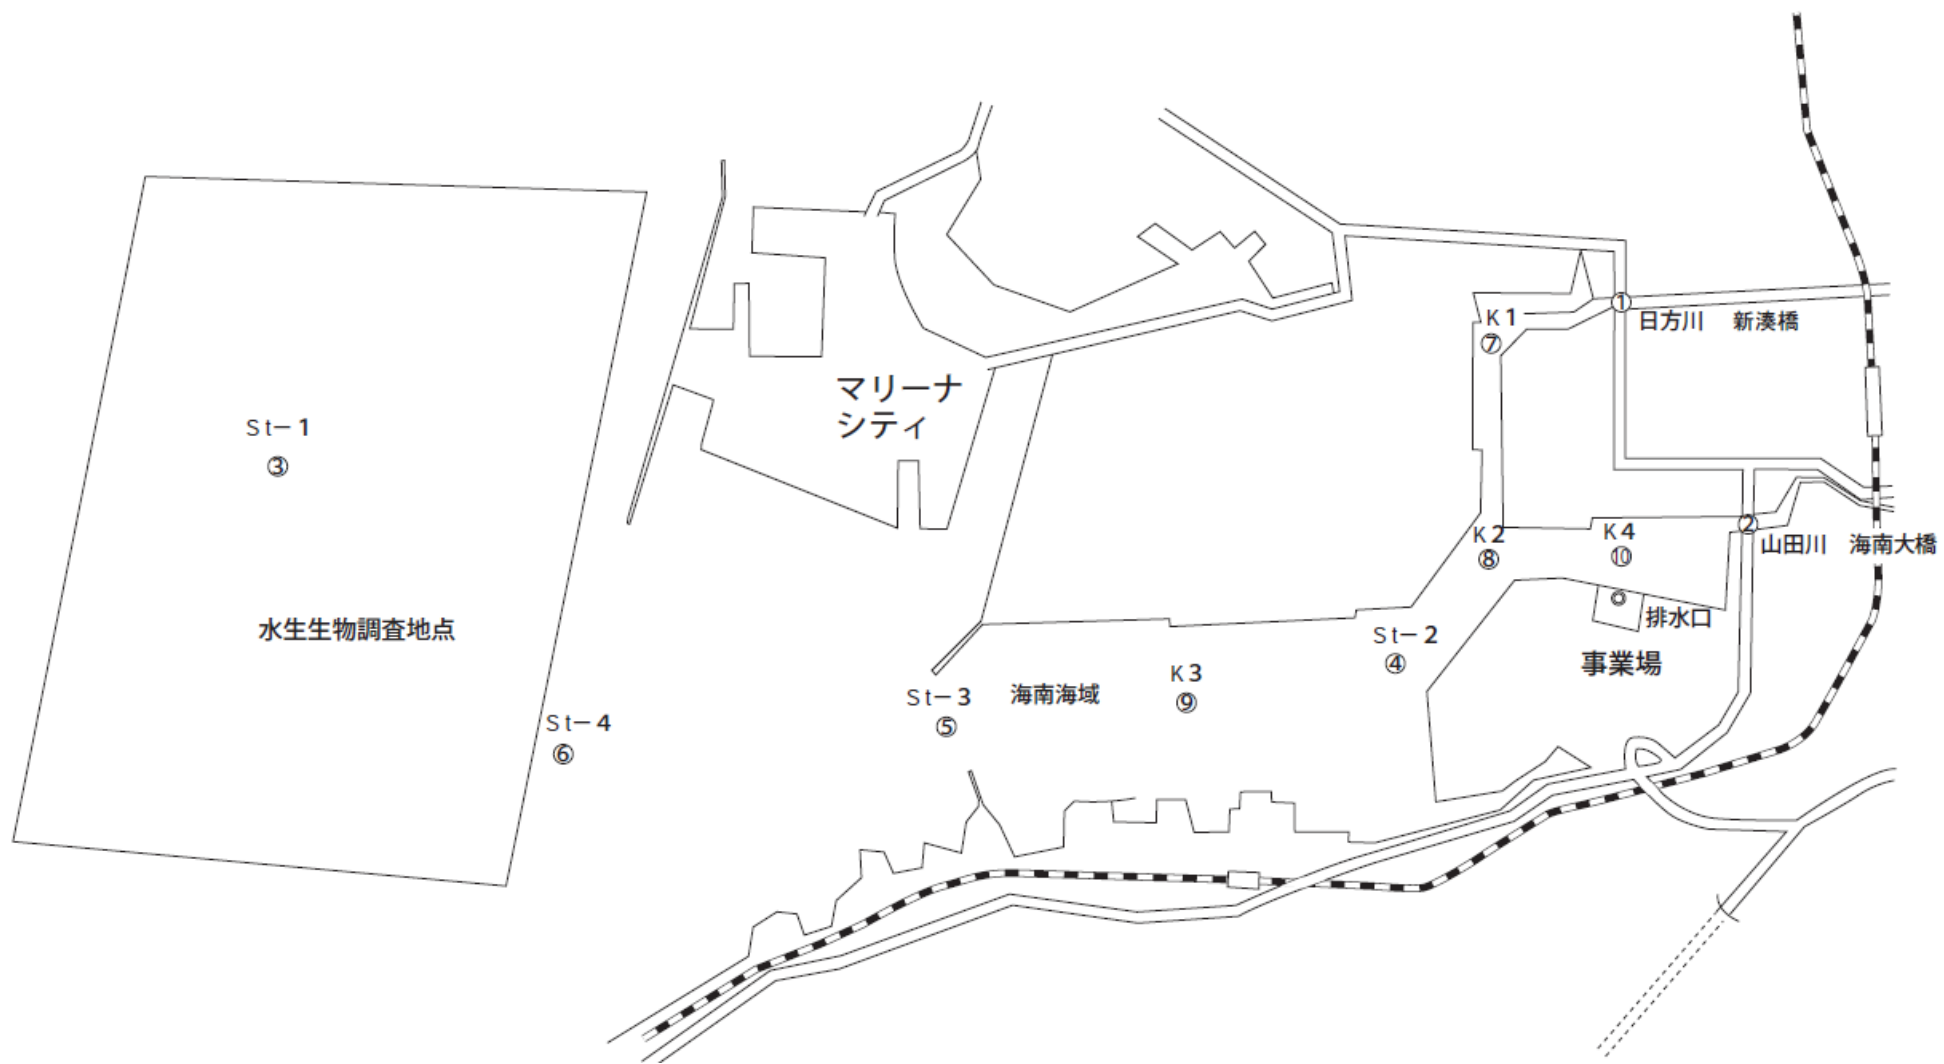 ①
K1
日方川　新湊橋
⑦
マリーナ
シティ
St－1
③
K2
⑧
K4
⑩
②
山田川　海南大橋
◎
排水口
水生生物調査地点
St－2
④
事業場
K3
⑨
St－3
⑤
海南海域
St－4
⑥